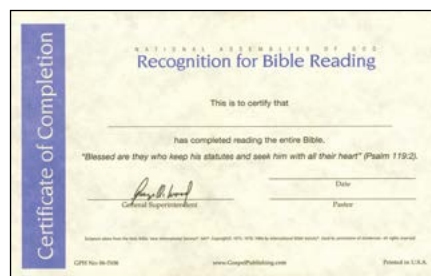 Certificate of Completion
NATIONAL ASSEMBLIES OF GOD
Recognition for Bible Reading
This is to certify that
has completed reading the entire Bible.
"Blessed are they who keep his statutes and seek him with all their heart" (Psalm 119:2).
Date
General Superintendent
Pastor
www.GospelPublishing.com
Printed in U.S.A.